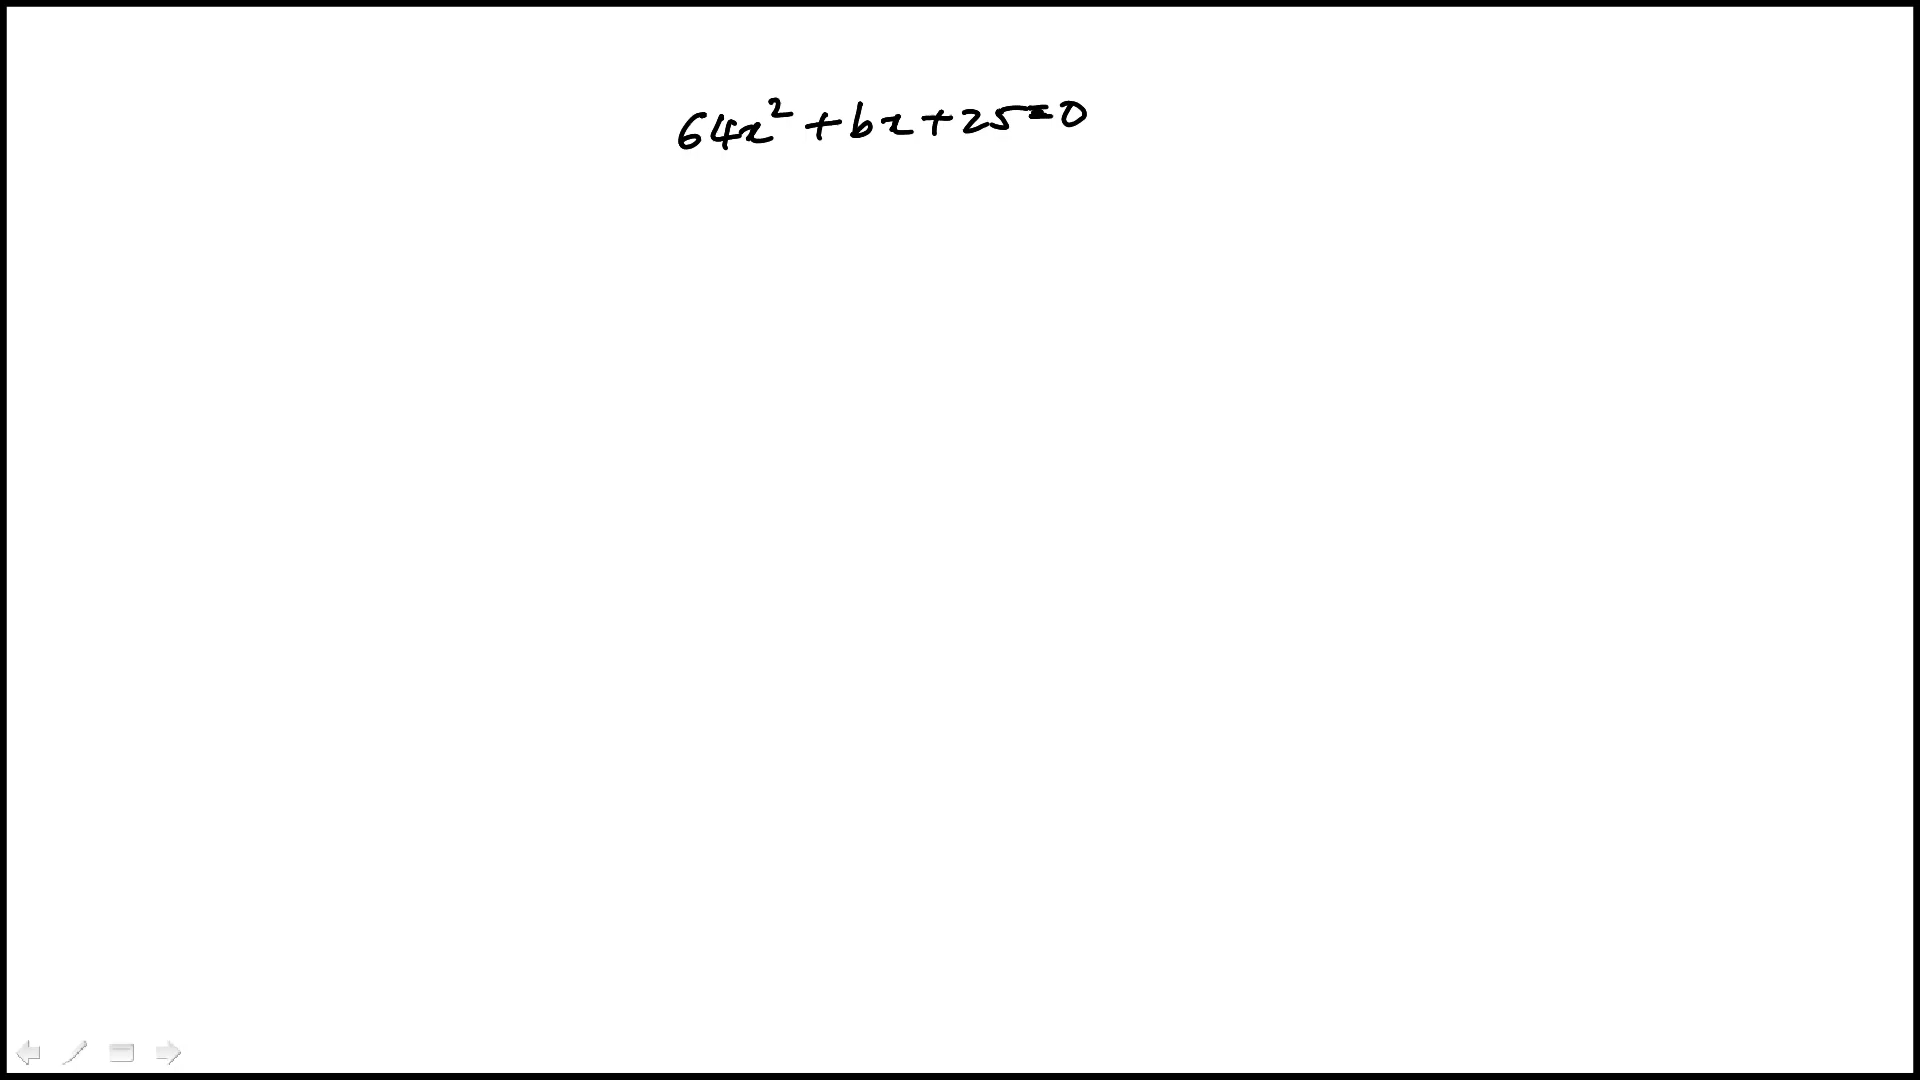 64x² + bx + 25 = 0